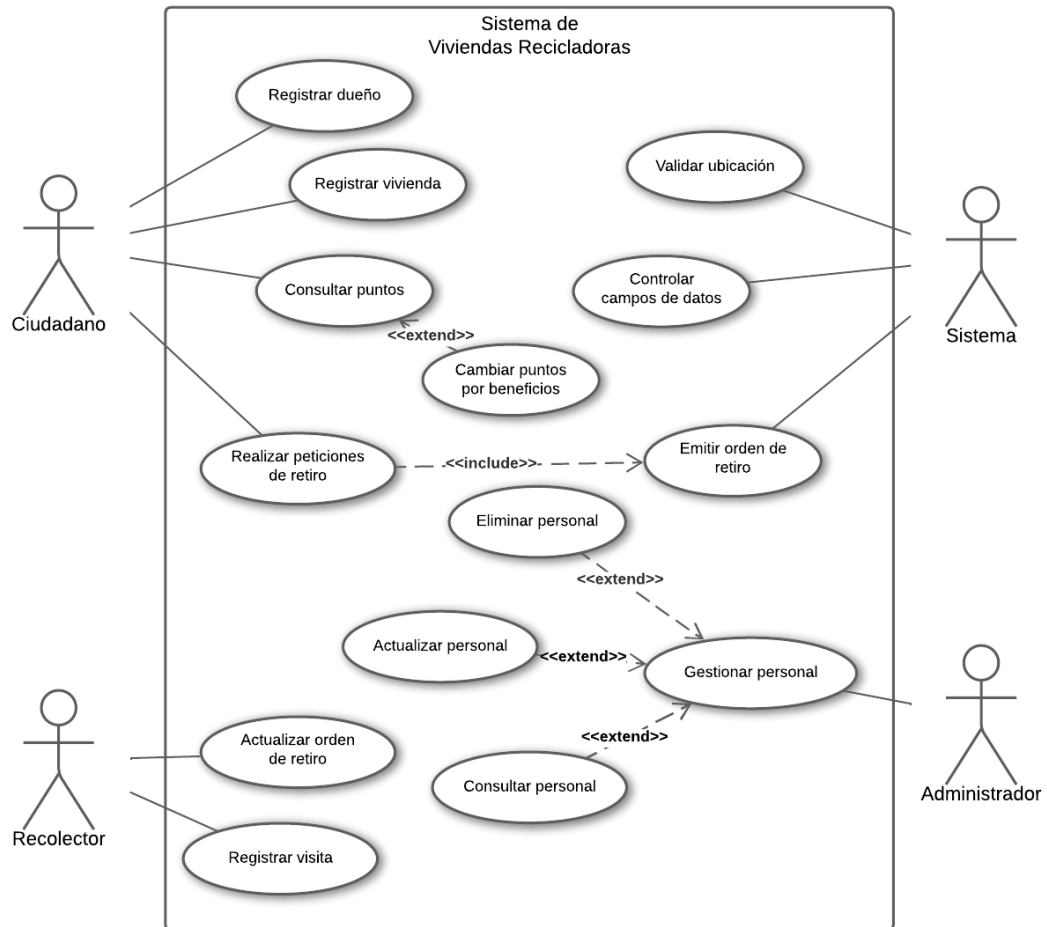 Sistema de
Viviendas Recicladoras
Registrar dueño
Validar ubicación
Registrar vivienda
Ciudadano
Consultar puntos
Controlar
campos de datos
Sistema
<<extend>>
Cambiar puntos
por beneficios
Realizar peticiones
de retiro
<<include>>
Emitir orden de
retiro
Eliminar personal
<<extend>>
Actualizar personal
<<extend>>
Gestionar personal
<<extend>>
Consultar personal
Administrador
Actualizar orden
de retiro
Recolector
Registrar visita